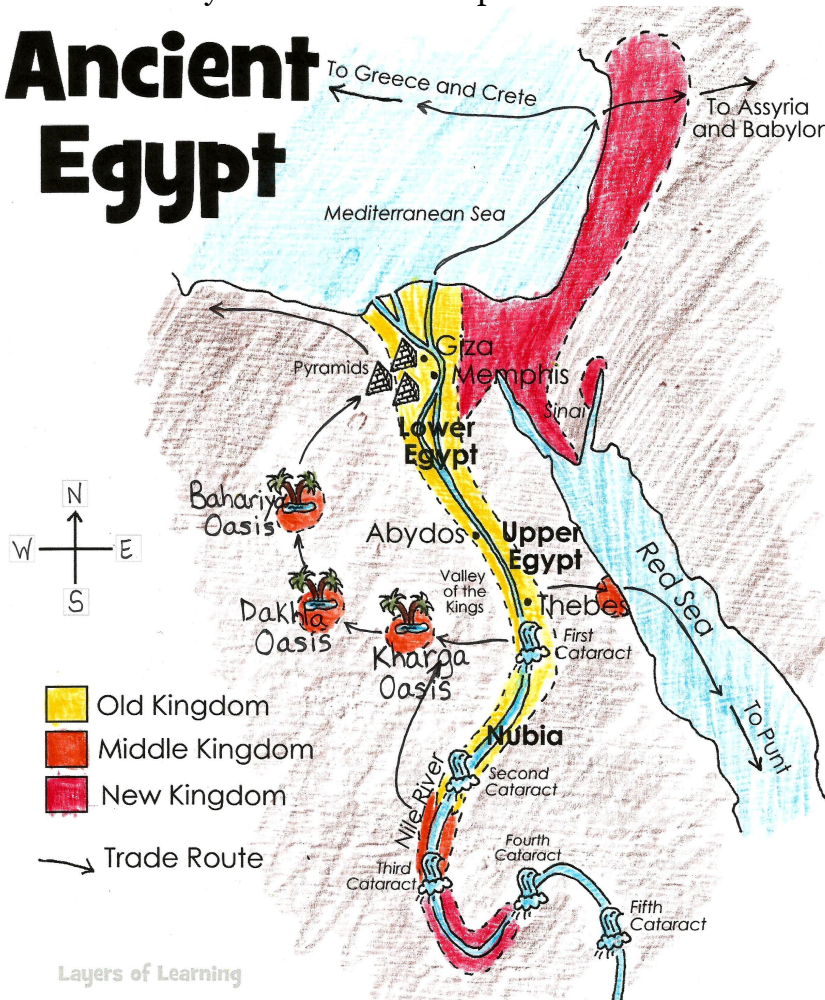 Ancient
Egypt
To Greece and Crete
To Assyria
and Babylon
Mediterranean Sea
Giza
Pyramids
Memphis
Sinai
Lower
Egypt
Bahariya
Oasis
N
W
E
S
Abydos
Upper
Egypt
Red Sea
Valley
of the
Kings
Thebes
Dakhla
Oasis
First
Cataract
Kharga
Oasis
Old Kingdom
Middle Kingdom
New Kingdom
Trade Route
Nubia
To Punt
Second
Cataract
Nile River
Fourth
Cataract
Third
Cataract
Fifth
Cataract
Layers of Learning